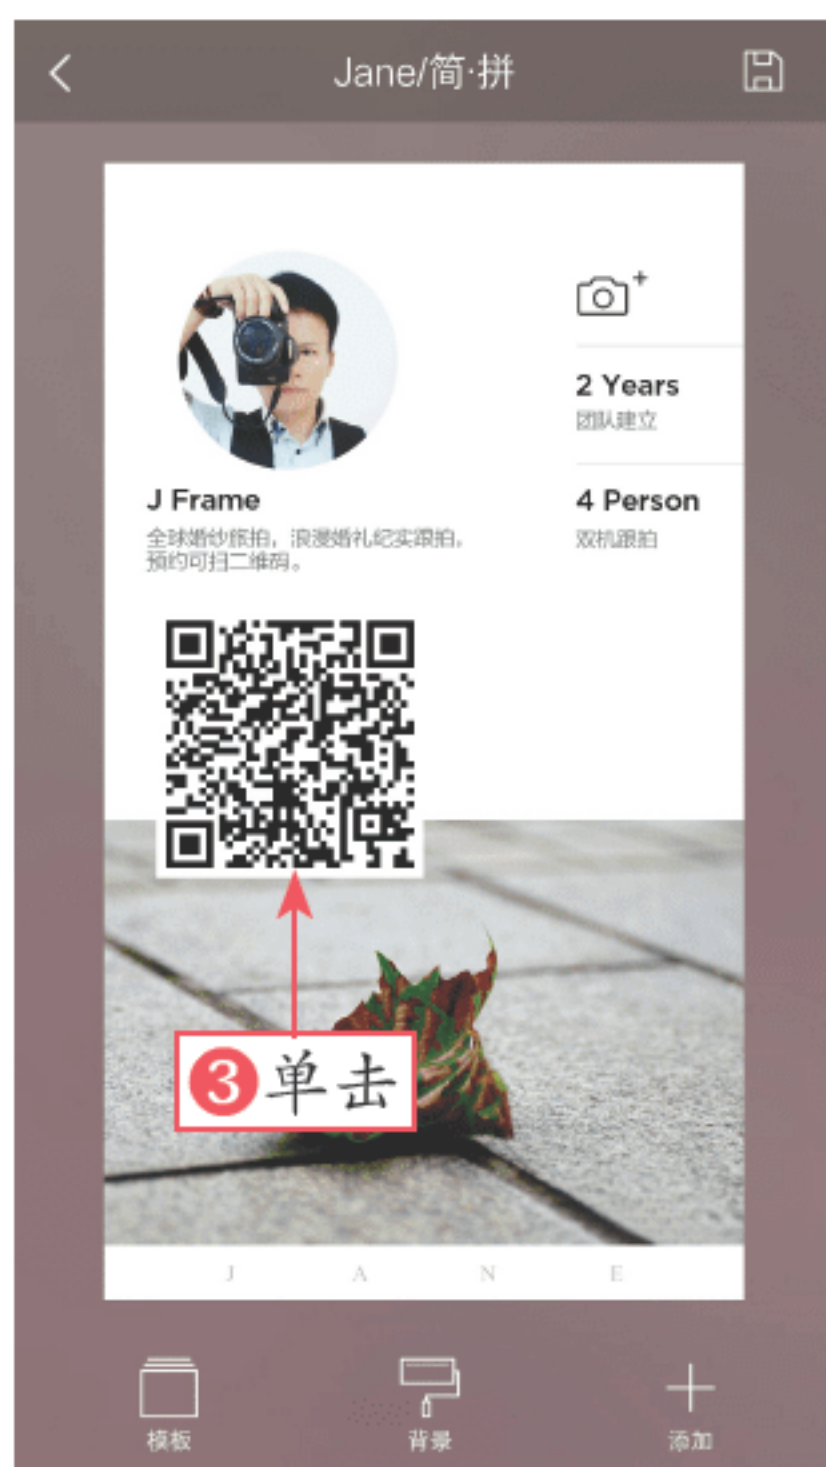 Jane/简·拼
2 Years
团队建立
J Frame
全球婚纱旅拍，浪漫婚礼纪实跟拍，
预约可扫二维码。
4 Person
双机跟拍
3 单击
J A N E
模板
背景
添加